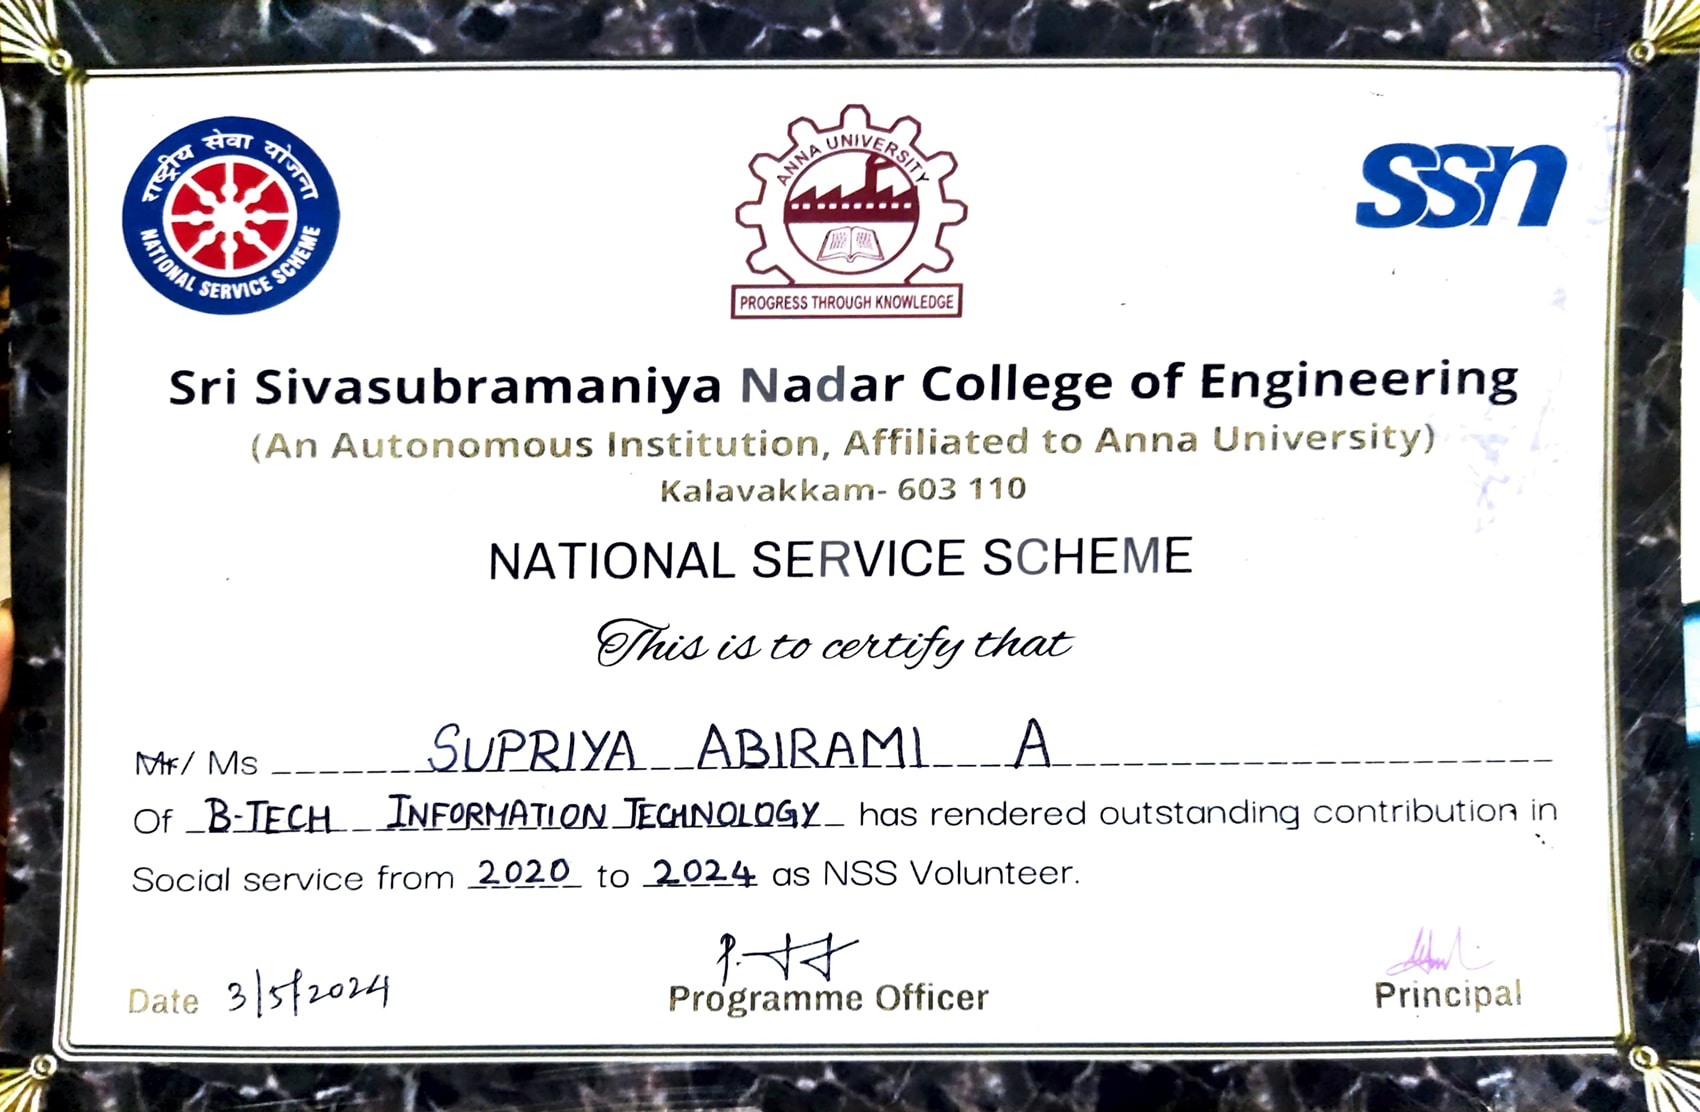 राष्ट्रीय सेवा योजना
NATIONAL SERVICE SCHEME
ANNA UNIVERSITY
PROGRESS THROUGH KNOWLEDGE
ssn
Sri Sivasubramaniya Nadar College of Engineering
(An Autonomous Institution, Affiliated to Anna University)
Kalavakkam- 603 110
NATIONAL SERVICE SCHEME
This is to certify that
Mr/ Ms SUPRIYA ABIRAMI A
Of B-TECH INFORMATION TECHNOLOGY has rendered outstanding contribution in
Social service from 2020 to 2024 as NSS Volunteer.
Date 3/5/2024
Programme Officer
Principal